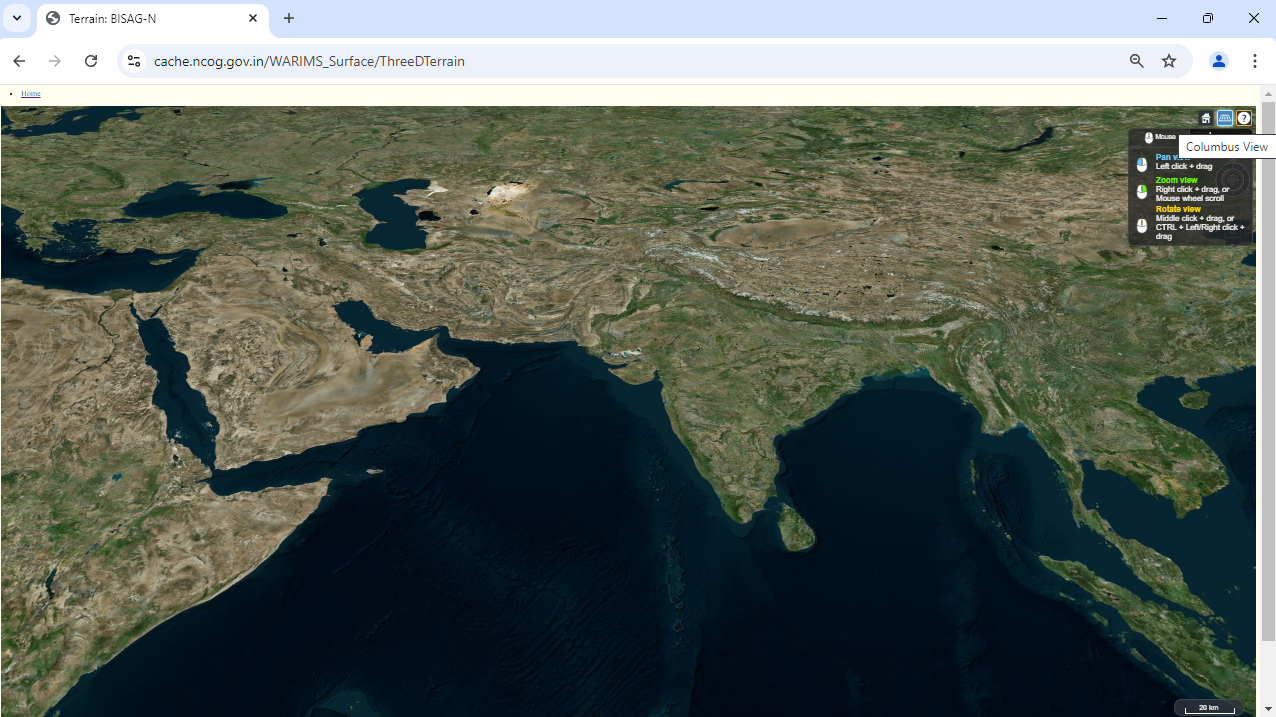 Terrain: BISAG-N
cache.ncog.gov.in/WARIMS_Surface/ThreeDTerrain
Home
?
Mouse
Columbus View
Pan
Left click + drag
Zoom view
Right click + drag, or
Mouse wheel scroll
Rotate view
Middle click + drag, or
CTRL + Left/Right click +
drag
20 km